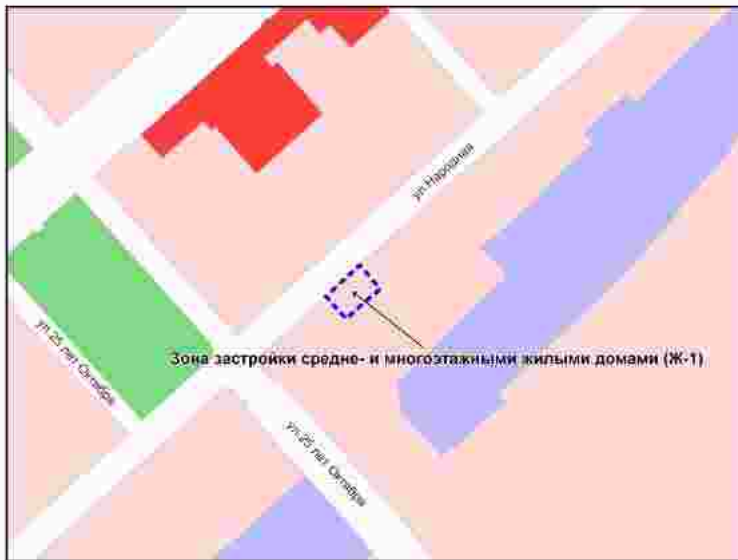 ул.Народная
Зона застройки средне- и многоэтажными жилыми домами (Ж-1)
ул.25 лет Октября
ул.25 лет Октября